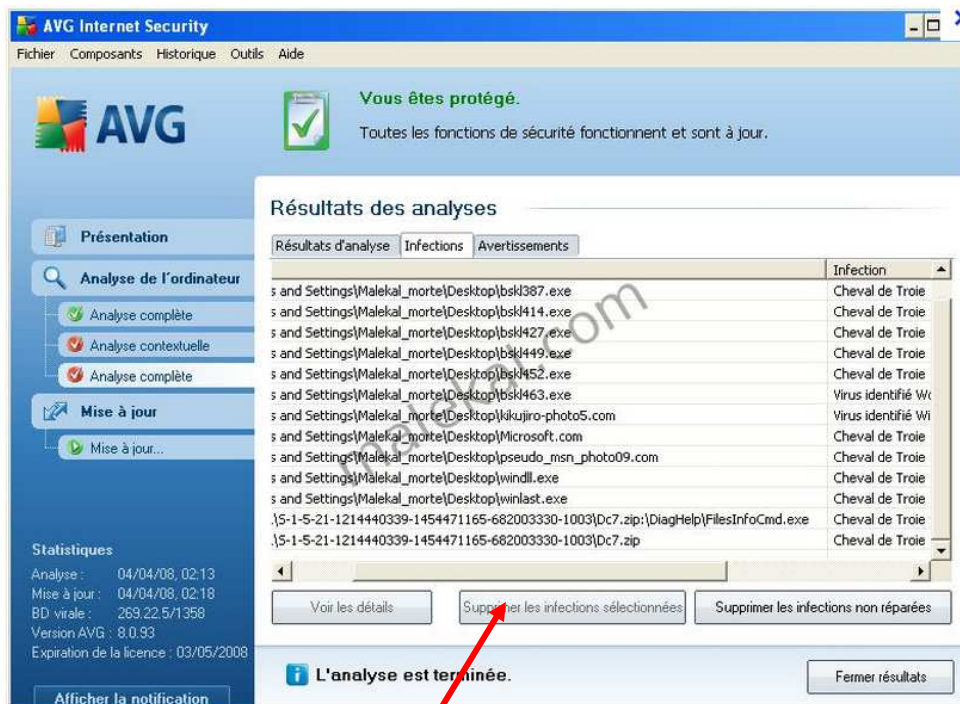 AVG Internet Security
Fichier Composants Historique Outils Aide
AVG
Vous êtes protégé.
Toutes les fonctions de sécurité fonctionnent et sont à jour.
Présentation
Analyse de l'ordinateur
Analyse complète
Analyse contextuelle
Analyse complète
Mise à jour
Mise à jour...
Statistiques
Analyse : 04/04/08, 02:13
Mise à jour : 04/04/08, 02:18
BD virale : 269.22.5/1358
Version AVG : 8.0.93
Expiration de la licence : 03/05/2008
Afficher la notification
Résultats des analyses
Résultats d'analyse Infections Avertissements
Infection
s and Settings\Malekal_morte\Desktop\bskl387.exe Cheval de Troie
s and Settings\Malekal_morte\Desktop\bskl414.exe Cheval de Troie
s and Settings\Malekal_morte\Desktop\bskl427.exe Cheval de Troie
s and Settings\Malekal_morte\Desktop\bskl449.exe Cheval de Troie
s and Settings\Malekal_morte\Desktop\bskl452.exe Cheval de Troie
s and Settings\Malekal_morte\Desktop\bskl463.exe Virus identifié Wo
s and Settings\Malekal_morte\Desktop\kikujiro-photo5.com Virus identifié Wi
s and Settings\Malekal_morte\Desktop\Microsoft.com Cheval de Troie
s and Settings\Malekal_morte\Desktop\pseudo_msn_photo09.com Cheval de Troie
s and Settings\Malekal_morte\Desktop\windll.exe Cheval de Troie
s and Settings\Malekal_morte\Desktop\winlast.exe Cheval de Troie
.\S-1-5-21-1214440339-1454471165-682003330-1003\Dc7.zip:\DiagHelp\FilesInfoCmd.exe Cheval de Troie
.\S-1-5-21-1214440339-1454471165-682003330-1003\Dc7.zip Cheval de Troie
malekal.com
Voir les détails Supprimer les infections sélectionnées Supprimer les infections non réparées
L'analyse est terminée.
Fermer résultats